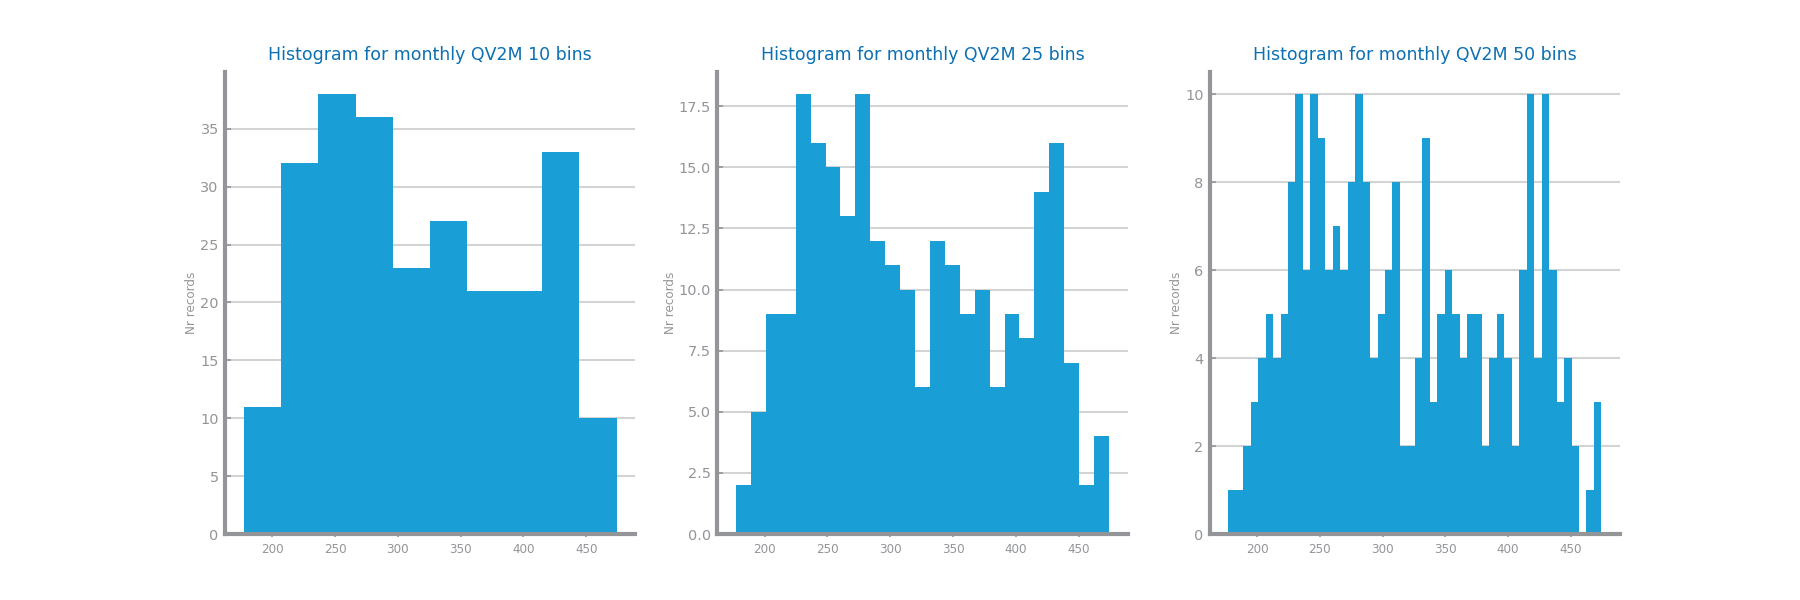 Histogram for monthly QV2M 10 bins
Nr records
35
30
25
20
15
10
5
0
200 250 300 350 400 450
Histogram for monthly QV2M 25 bins
Nr records
17.5
15.0
12.5
10.0
7.5
5.0
2.5
0.0
200 250 300 350 400 450
Histogram for monthly QV2M 50 bins
Nr records
10
8
6
4
2
0
200 250 300 350 400 450